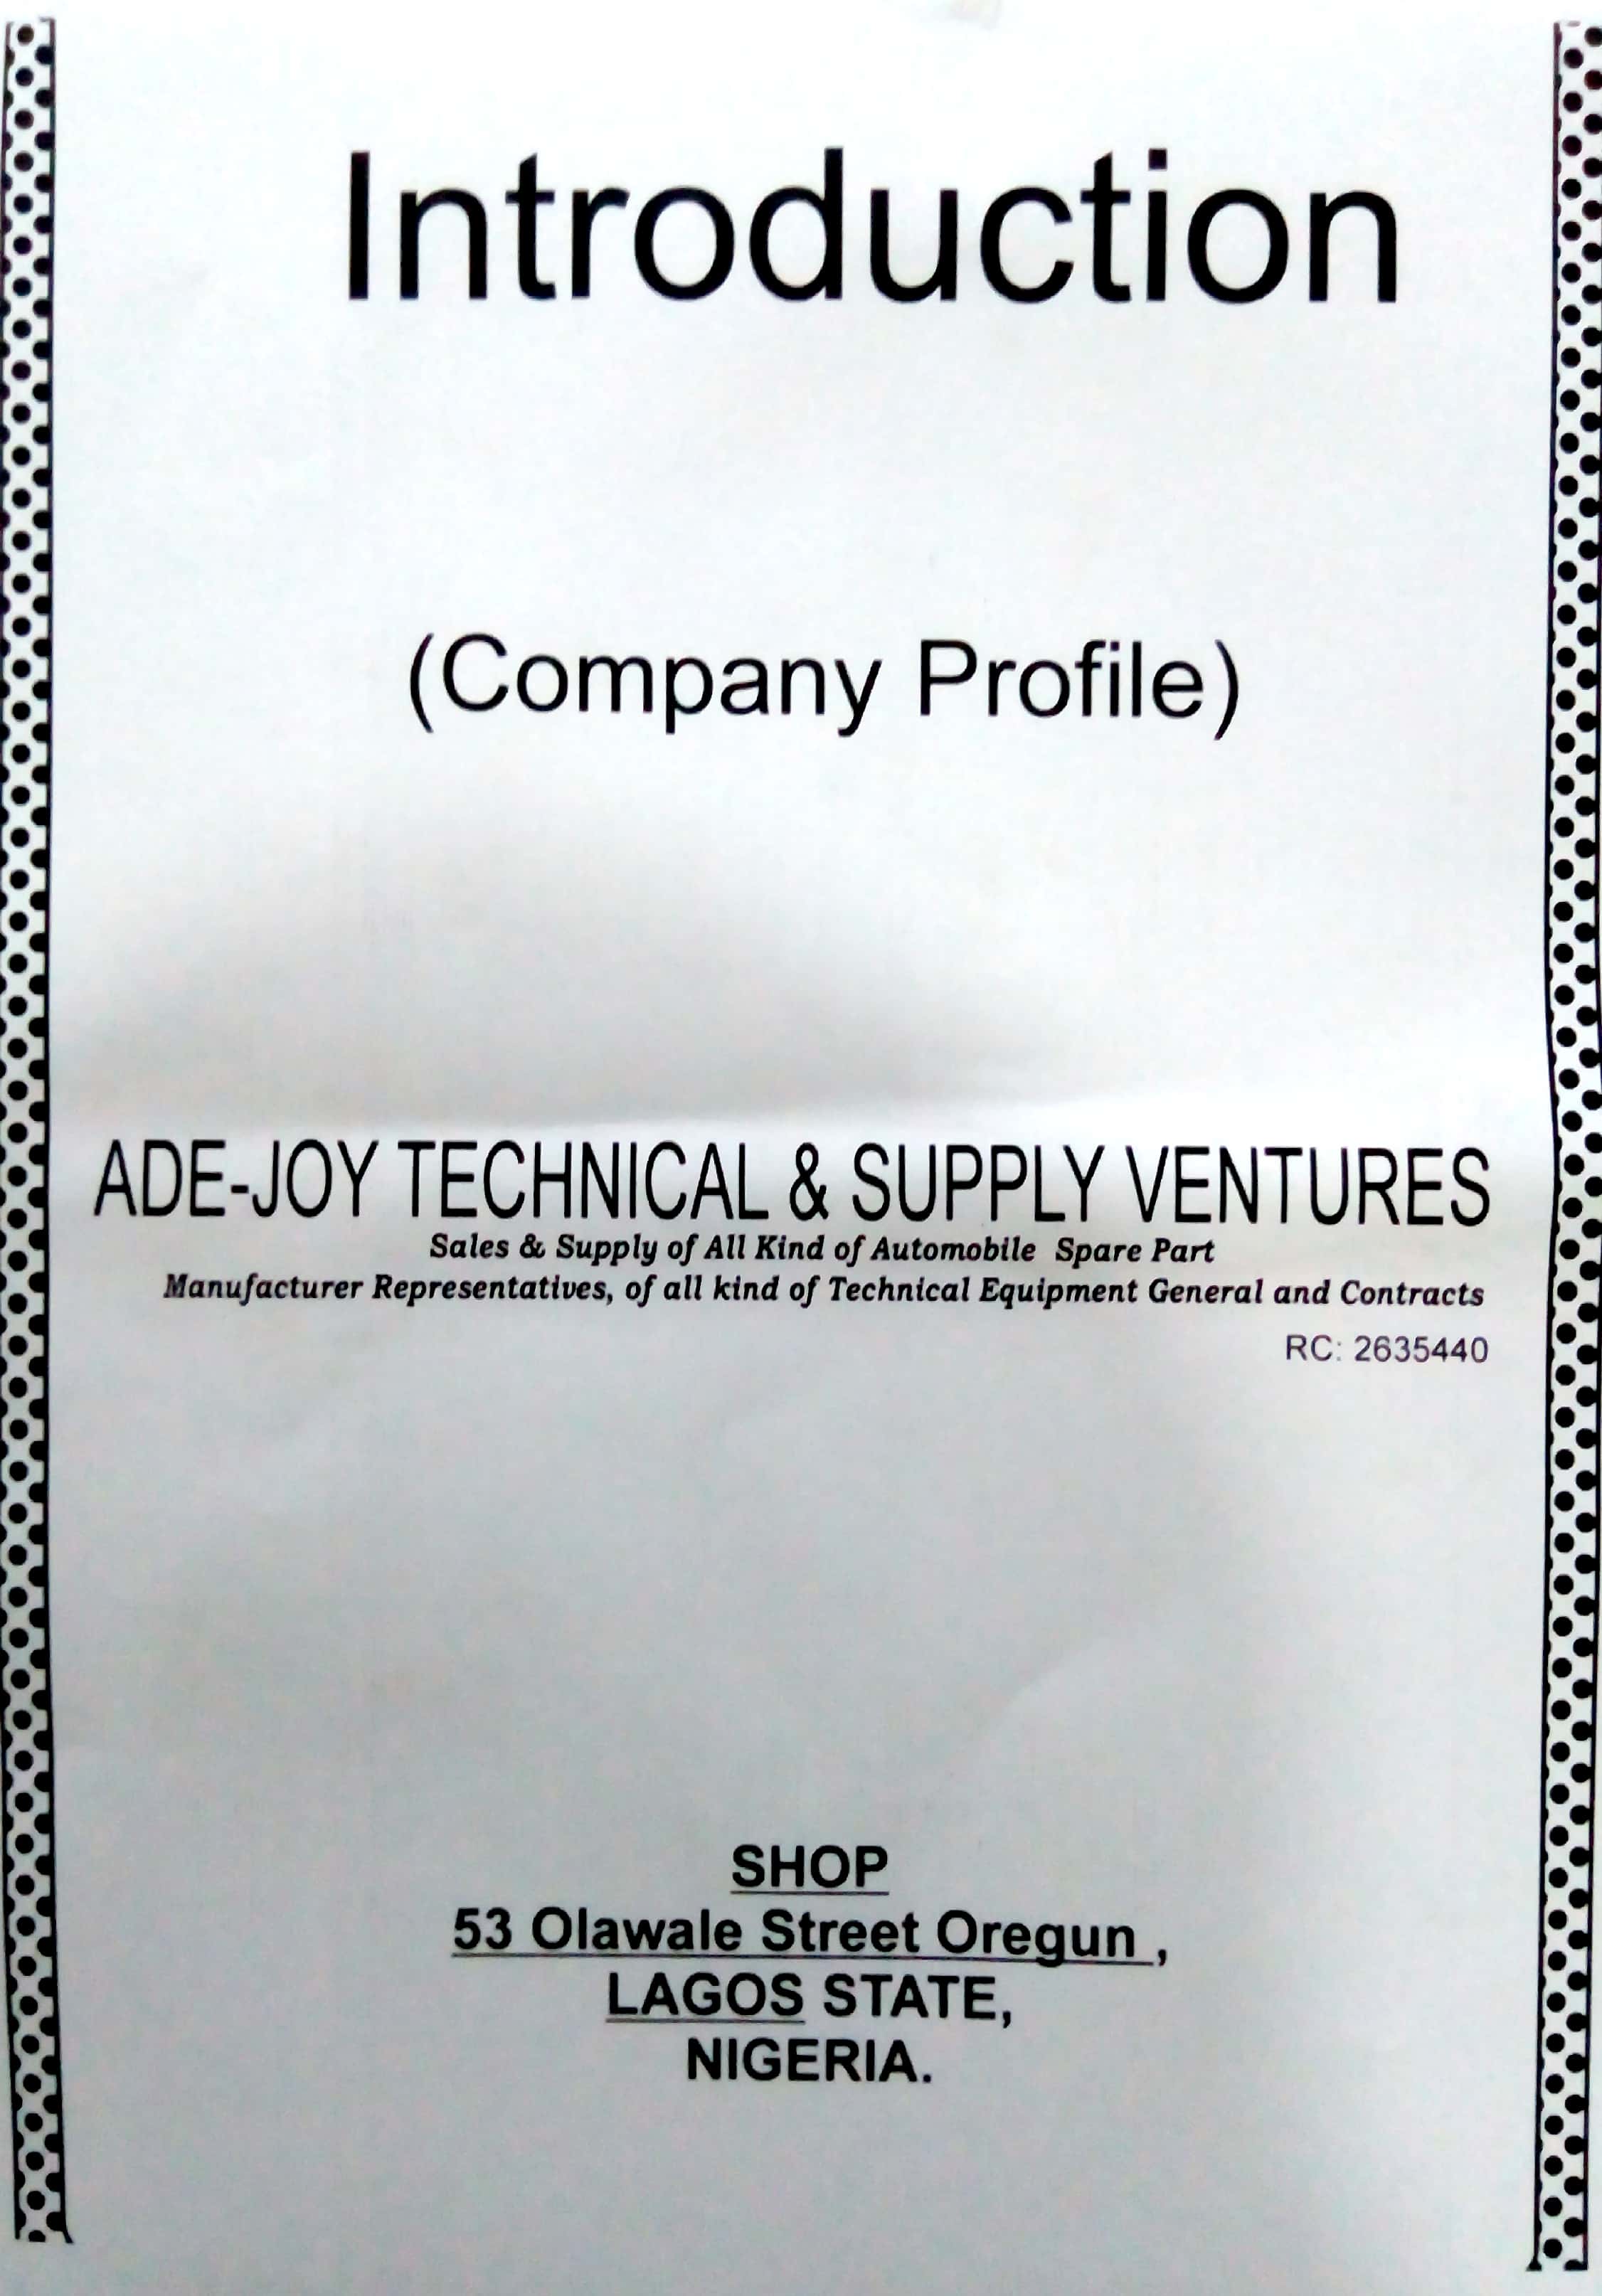 Introduction
(Company Profile)
ADE-JOY TECHNICAL & SUPPLY VENTURES
Sales & Supply of All Kind of Automobile Spare Part
Manufacturer Representatives, of all kind of Technical Equipment General and Contracts
RC: 2635440
SHOP
53 Olawale Street Oregun ,
LAGOS STATE,
NIGERIA.